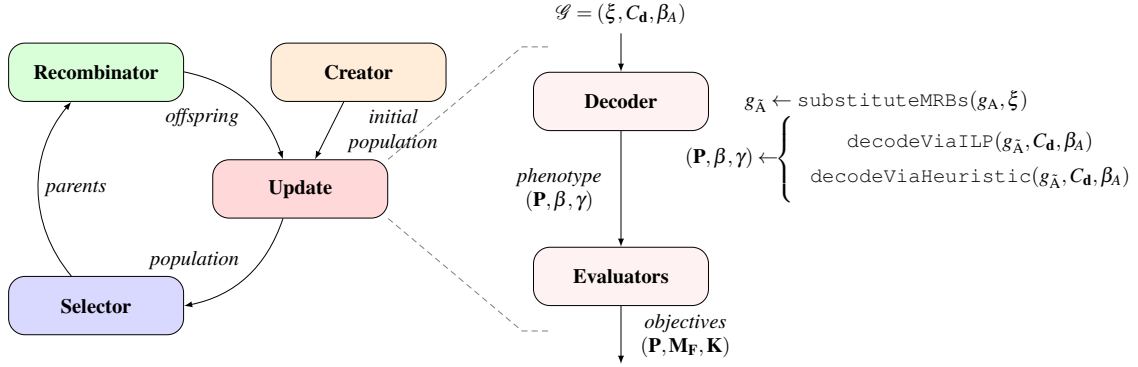 Recombinator
Creator
offspring
initial
population
Update
parents
population
Selector
𝒢 = (ξ, C_d, β_A)
Decoder
phenotype
(P, β, γ)
Evaluators
objectives
(P, M_F, K)
g_Ã ← substituteMRBs(g_A, ξ)
(P, β, γ) ← {
decodeViaILP(g_Ã, C_d, β_A)
decodeViaHeuristic(g_Ã, C_d, β_A)